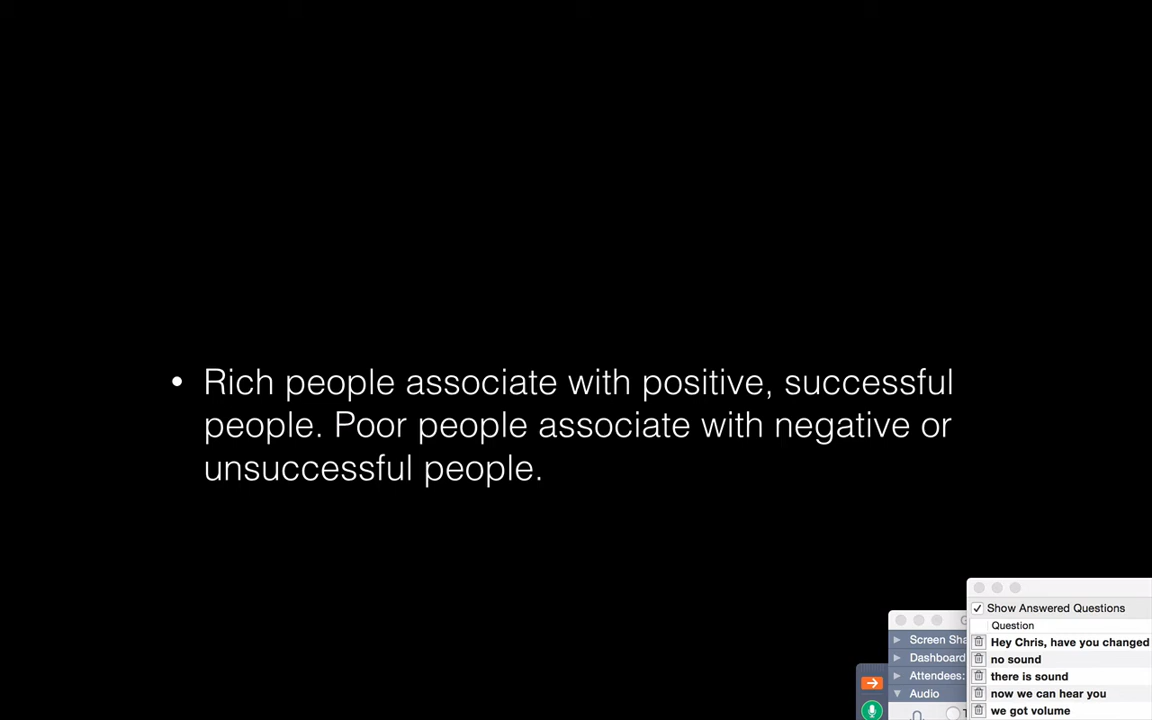 • Rich people associate with positive, successful
people. Poor people associate with negative or
unsuccessful people.
Show Answered Questions
Question
Screen Sha
Hey Chris, have you changed
Dashboard
no sound
Attendees:
there is sound
Audio
now we can hear you
we got volume